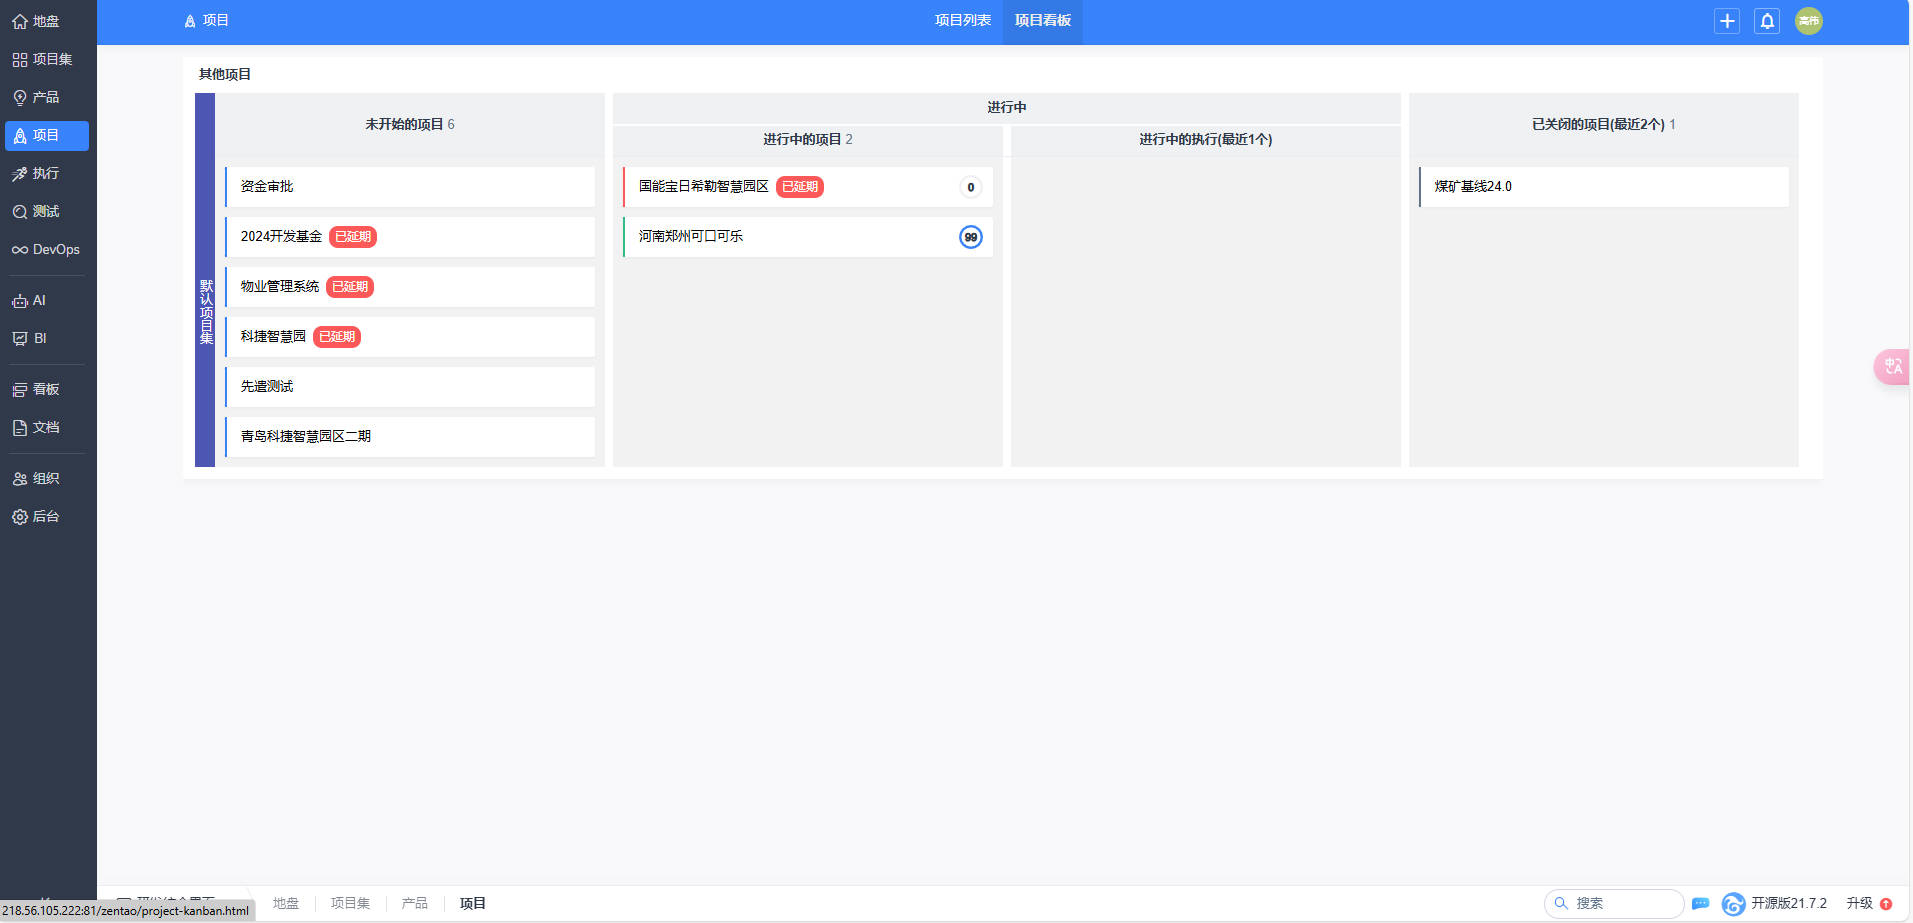 地盘
项目集
产品
项目
执行
测试
DevOps
AI
BI
看板
文档
组织
后台
项目
项目列表
项目看板
高伟
其他项目
默认项目集
未开始的项目 6
资金审批
2024开发基金 已延期
物业管理系统 已延期
科捷智慧园 已延期
先遣测试
青岛科捷智慧园区二期
进行中
进行中的项目 2
国能宝日希勒智慧园区 已延期 0
河南郑州可口可乐 99
进行中的执行(最近1个)
已关闭的项目(最近2个) 1
煤矿基线24.0
中
A
218.56.105.222:81/zentao/project-kanban.html
地盘
项目集
产品
项目
搜索
开源版21.7.2
升级